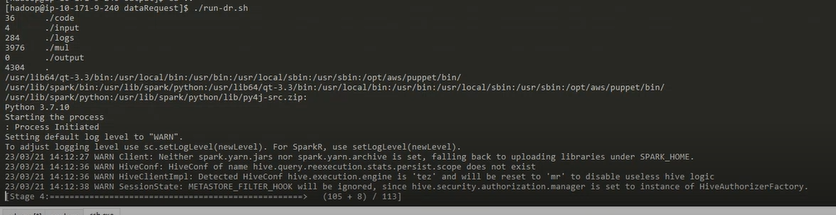 [hadoop@ip-10-171-9-240 dataRequest]$ ./run-dr.sh
36 ./code
4 ./input
284 ./logs
3976 ./mul
0 ./output
4304 .
/usr/lib64/qt-3.3/bin:/usr/local/bin:/usr/bin:/usr/local/sbin:/usr/sbin:/opt/aws/puppet/bin/
/usr/lib/spark/bin:/usr/lib/spark/python:/usr/lib64/qt-3.3/bin:/usr/local/bin:/usr/bin:/usr/local/sbin:/usr/sbin:/opt/aws/puppet/bin/
/usr/lib/spark/python:/usr/lib/spark/python/lib/py4j-src.zip:
Python 3.7.10
Starting the process
: Process Initiated
Setting default log level to "WARN".
To adjust logging level use sc.setLogLevel(newLevel). For SparkR, use setLogLevel(newLevel).
23/03/21 14:12:27 WARN Client: Neither spark.yarn.jars nor spark.yarn.archive is set, falling back to uploading libraries under SPARK_HOME.
23/03/21 14:12:36 WARN HiveConf: HiveConf of name hive.query.reexecution.stats.persist.scope does not exist
23/03/21 14:12:36 WARN HiveClientImpl: Detected HiveConf hive.execution.engine is 'tez' and will be reset to 'mr' to disable useless hive logic
23/03/21 14:12:38 WARN SessionState: METASTORE_FILTER_HOOK will be ignored, since hive.security.authorization.manager is set to instance of HiveAuthorizerFactory.
[Stage 4:==================================================> (105 + 8) / 113]